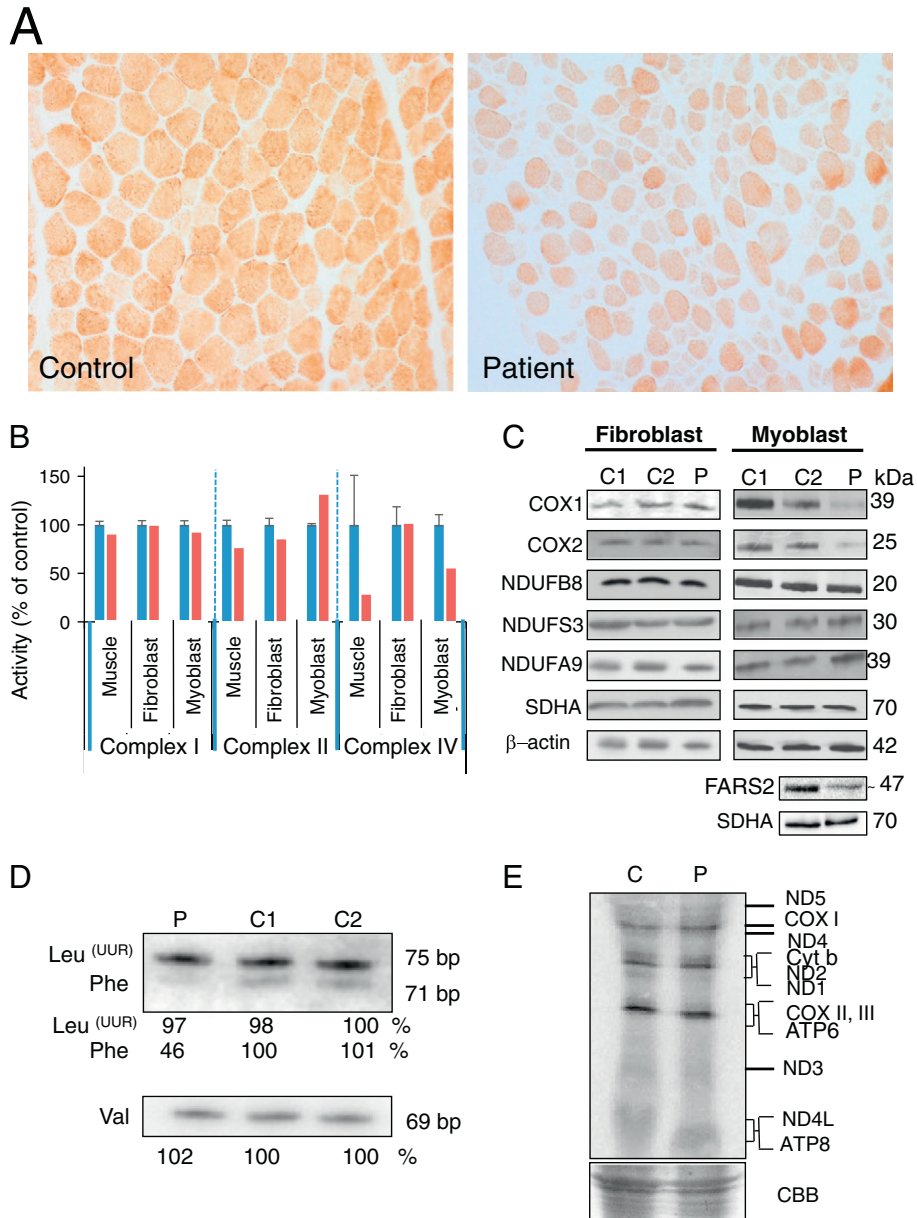 A
Control
Patient
B
Activity (% of control)
150
100
50
0
Muscle
Fibroblast
Myoblast
Muscle
Fibroblast
Myoblast
Muscle
Fibroblast
Myoblast
Complex I
Complex II
Complex IV
C
Fibroblast Myoblast
C1 C2 P C1 C2 P kDa
COX1 39
COX2 25
NDUFB8 20
NDUFS3 30
NDUFA9 39
SDHA 70
β–actin 42
FARS2 ~ 47
SDHA 70
D
P C1 C2
Leu (UUR) 75 bp
Phe 71 bp
Leu (UUR) 97 98 100 %
Phe 46 100 101 %
Val 69 bp
102 100 100 %
E
C P
ND5
COX I
ND4
Cyt b
ND2
ND1
COX II, III
ATP6
ND3
ND4L
ATP8
CBB